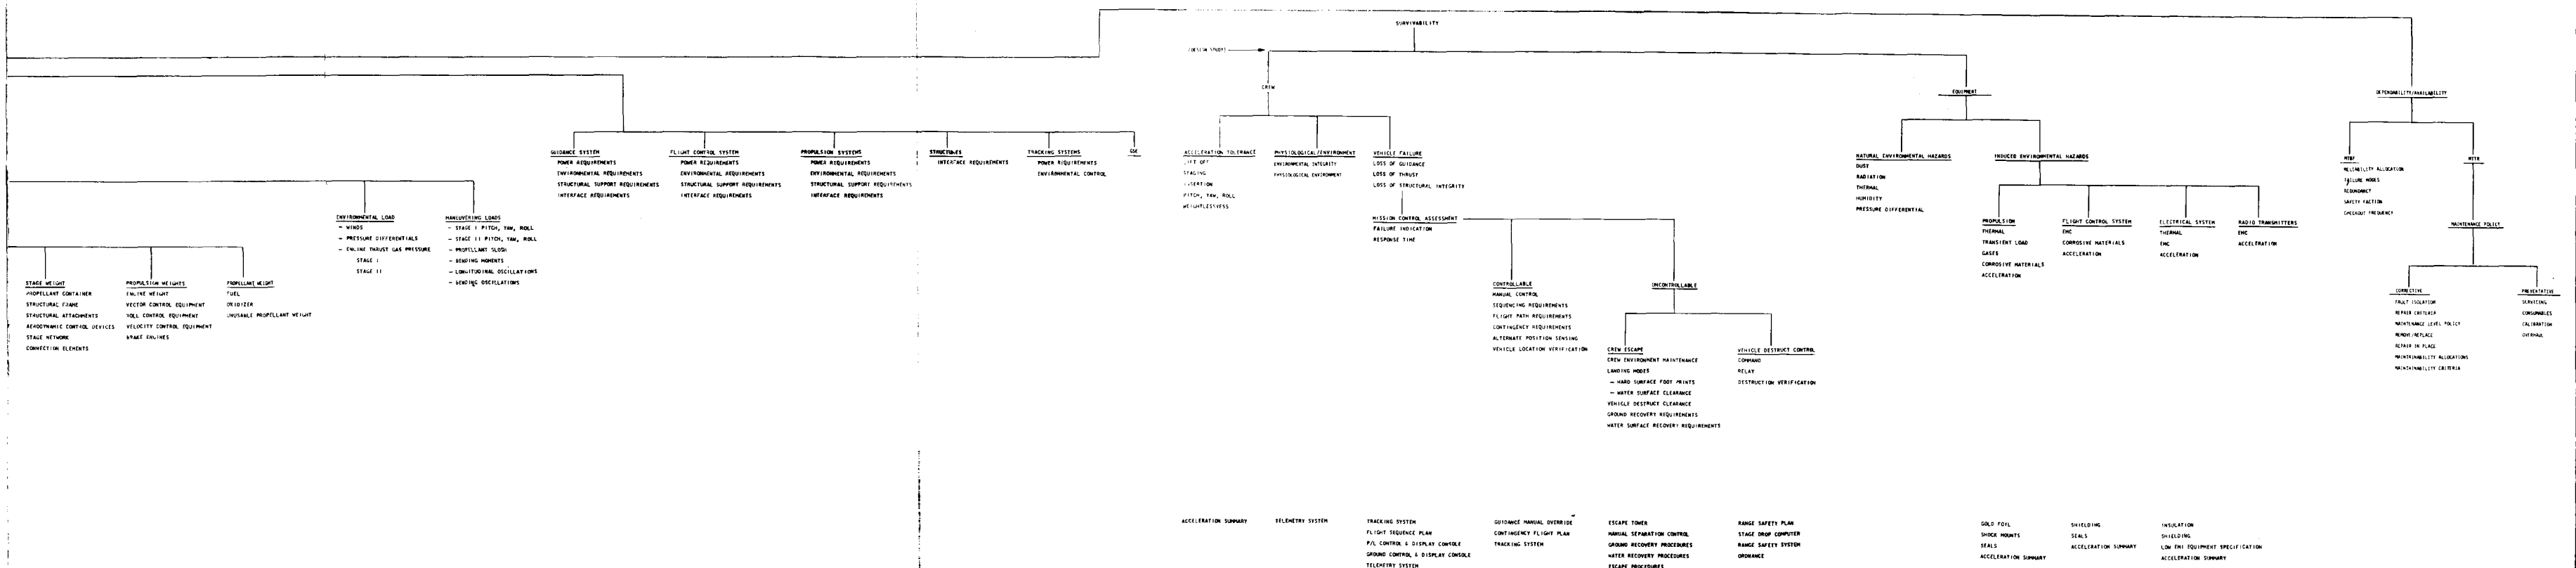 SURVIVABILITY
(DESIGN STUDY)
CREW
EQUIPMENT
DEPENDABILITY/AVAILABILITY
GUIDANCE SYSTEM
POWER REQUIREMENTS
ENVIRONMENTAL REQUIREMENTS
STRUCTURAL SUPPORT REQUIREMENTS
INTERFACE REQUIREMENTS
FLIGHT CONTROL SYSTEM
POWER REQUIREMENTS
ENVIRONMENTAL REQUIREMENTS
STRUCTURAL SUPPORT REQUIREMENTS
INTERFACE REQUIREMENTS
PROPULSION SYSTEMS
POWER REQUIREMENTS
ENVIRONMENTAL REQUIREMENTS
STRUCTURAL SUPPORT REQUIREMENTS
INTERFACE REQUIREMENTS
STRUCTURES
INTERFACE REQUIREMENTS
TRACKING SYSTEMS
POWER REQUIREMENTS
ENVIRONMENTAL CONTROL
GSE
ENVIRONMENTAL LOAD
- WINDS
- PRESSURE DIFFERENTIALS
- ENGINE THRUST GAS PRESSURE
STAGE I
STAGE II
MANEUVERING LOADS
- STAGE I PITCH, YAW, ROLL
- STAGE II PITCH, YAW, ROLL
- PROPELLANT SLOSH
- BENDING MOMENTS
- LONGITUDINAL OSCILLATIONS
- BENDING OSCILLATIONS
STAGE WEIGHT
PROPELLANT CONTAINER
STRUCTURAL FRAME
STRUCTURAL ATTACHMENTS
AERODYNAMIC CONTROL DEVICES
STAGE NETWORK
CONNECTION ELEMENTS
PROPULSION WEIGHTS
ENGINE WEIGHT
VECTOR CONTROL EQUIPMENT
ROLL CONTROL EQUIPMENT
VELOCITY CONTROL EQUIPMENT
BRAKE ENGINES
PROPELLANT WEIGHT
FUEL
OXIDIZER
UNUSABLE PROPELLANT WEIGHT
ACCELERATION TOLERANCE
LIFT OFF
STAGING
INSERTION
PITCH, YAW, ROLL
WEIGHTLESSNESS
PHYSIOLOGICAL/ENVIRONMENT
ENVIRONMENTAL INTEGRITY
PHYSIOLOGICAL ENVIRONMENT
VEHICLE FAILURE
LOSS OF GUIDANCE
LOSS OF THRUST
LOSS OF STRUCTURAL INTEGRITY
MISSION CONTROL ASSESSMENT
FAILURE INDICATION
RESPONSE TIME
CONTROLLABLE
MANUAL CONTROL
SEQUENCING REQUIREMENTS
FLIGHT PATH REQUIREMENTS
CONTINGENCY REQUIREMENTS
ALTERNATE POSITION SENSING
VEHICLE LOCATION VERIFICATION
UNCONTROLLABLE
CREW ESCAPE
CREW ENVIRONMENT MAINTENANCE
LANDING MODES
- HARD SURFACE FOOT PRINTS
- WATER SURFACE CLEARANCE
VEHICLE DESTRUCT CLEARANCE
GROUND RECOVERY REQUIREMENTS
WATER SURFACE RECOVERY REQUIREMENTS
VEHICLE DESTRUCT CONTROL
COMMAND
RELAY
DESTRUCTION VERIFICATION
NATURAL ENVIRONMENTAL HAZARDS
DUST
RADIATION
THERMAL
HUMIDITY
PRESSURE DIFFERENTIAL
INDUCED ENVIRONMENTAL HAZARDS
PROPULSION
THERMAL
TRANSIENT LOAD
GASES
CORROSIVE MATERIALS
ACCELERATION
FLIGHT CONTROL SYSTEM
EMC
CORROSIVE MATERIALS
ACCELERATION
ELECTRICAL SYSTEM
THERMAL
EMC
ACCELERATION
RADIO TRANSMITTERS
EMC
ACCELERATION
MTBF
RELIABILITY ALLOCATION
FAILURE MODES
REDUNDANCY
SAFETY FACTION
CHECKOUT FREQUENCY
MTTR
MAINTENANCE POLICY
CORRECTIVE
FAULT ISOLATION
REPAIR CRITERIA
MAINTENANCE LEVEL POLICY
REMOVE/REPLACE
REPAIR IN PLACE
MAINTAINABILITY ALLOCATIONS
MAINTAINABILITY CRITERIA
PREVENTATIVE
SERVICING
CONSUMABLES
CALIBRATION
OVERHAUL
ACCELERATION SUMMARY
TELEMETRY SYSTEM
TRACKING SYSTEM
FLIGHT SEQUENCE PLAN
P/L CONTROL & DISPLAY CONSOLE
GROUND CONTROL & DISPLAY CONSOLE
TELEMETRY SYSTEM
GUIDANCE MANUAL OVERRIDE
CONTINGENCY FLIGHT PLAN
TRACKING SYSTEM
ESCAPE TOWER
MANUAL SEPARATION CONTROL
GROUND RECOVERY PROCEDURES
WATER RECOVERY PROCEDURES
ESCAPE PROCEDURES
RANGE SAFETY PLAN
STAGE DROP COMPUTER
RANGE SAFETY SYSTEM
ORDNANCE
GOLD FOIL
SHOCK MOUNTS
SEALS
ACCELERATION SUMMARY
SHIELDING
SEALS
ACCELERATION SUMMARY
INSULATION
SHIELDING
LOW EMI EQUIPMENT SPECIFICATION
ACCELERATION SUMMARY